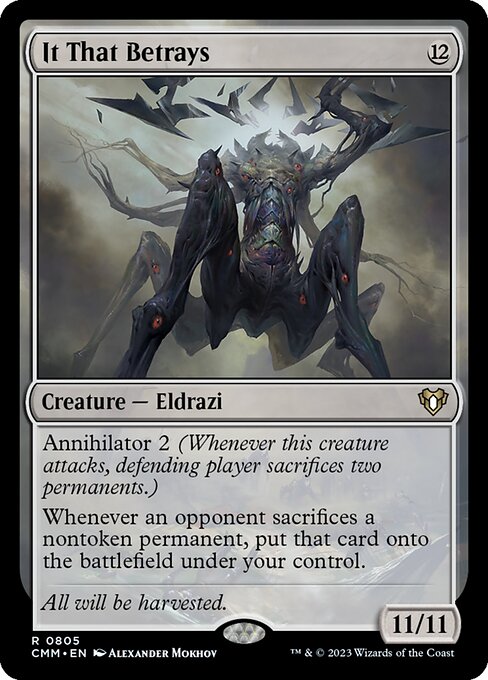 It That Betrays 12
Creature — Eldrazi
Annihilator 2 (Whenever this creature
attacks, defending player sacrifices two
permanents.)
Whenever an opponent sacrifices a
nontoken permanent, put that card onto
the battlefield under your control.
All will be harvested.
11/11
R 0805
CMM • EN Alexander Mokhov
™ & © 2023 Wizards of the Coast